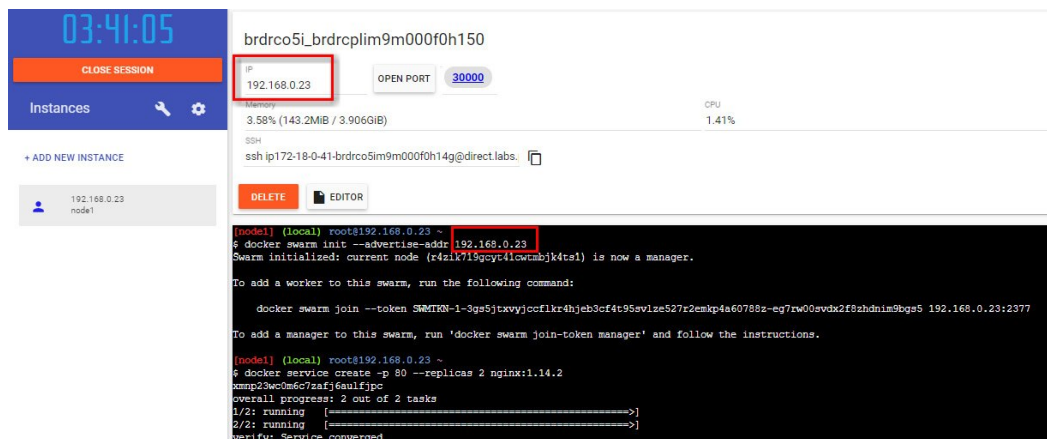 03:41:05
CLOSE SESSION
Instances
+ ADD NEW INSTANCE
192.168.0.23
node1
brdrco5i_brdrcplim9m000f0h150
IP
192.168.0.23
OPEN PORT
30000
Memory
3.58% (143.2MiB / 3.906GiB)
CPU
1.41%
SSH
ssh ip172-18-0-41-brdrco5im9m000f0h14g@direct.labs.
DELETE
EDITOR
[node1] (local) root@192.168.0.23 ~
$ docker swarm init --advertise-addr 192.168.0.23
Swarm initialized: current node (r4zik719gcyt41cwtmbjk4ts1) is now a manager.
To add a worker to this swarm, run the following command:
docker swarm join --token SWMTKN-1-3gs5jtxvyjccflkr4hjeb3cf4t95svlze527r2emkp4a60788z-eg7rw00svdx2f8zhdnim9bgs5 192.168.0.23:2377
To add a manager to this swarm, run 'docker swarm join-token manager' and follow the instructions.
[node1] (local) root@192.168.0.23 ~
$ docker service create -p 80 --replicas 2 nginx:1.14.2
xmnp23wc0m6c7zafj6aulfjpc
overall progress: 2 out of 2 tasks
1/2: running [==================================================>]
2/2: running [==================================================>]
verify: Service converged